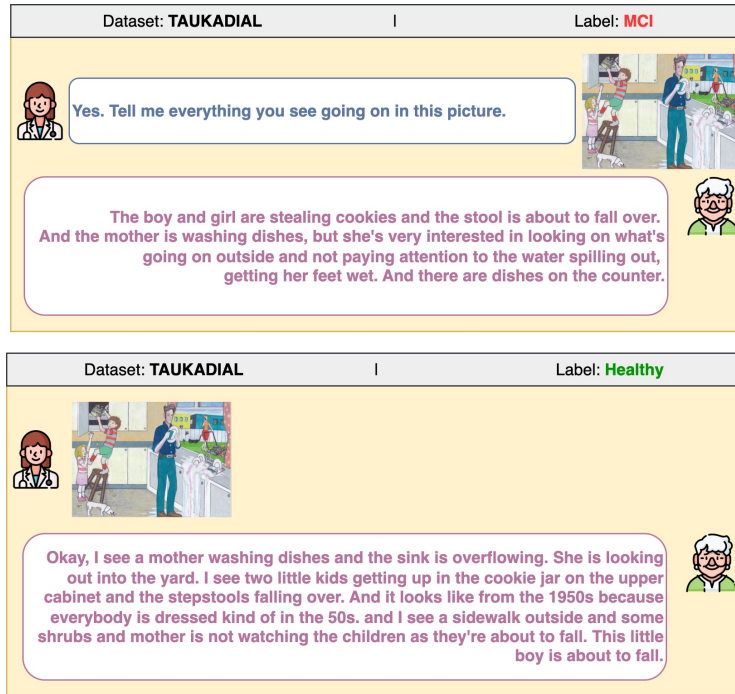 Dataset: TAUKADIAL | Label: MCI
Yes. Tell me everything you see going on in this picture.
The boy and girl are stealing cookies and the stool is about to fall over.
And the mother is washing dishes, but she's very interested in looking on what's
going on outside and not paying attention to the water spilling out,
getting her feet wet. And there are dishes on the counter.
Dataset: TAUKADIAL | Label: Healthy
Okay, I see a mother washing dishes and the sink is overflowing. She is looking
out into the yard. I see two little kids getting up in the cookie jar on the upper
cabinet and the stepstools falling over. And it looks like from the 1950s because
everybody is dressed kind of in the 50s. and I see a sidewalk outside and some
shrubs and mother is not watching the children as they're about to fall. This little
boy is about to fall.